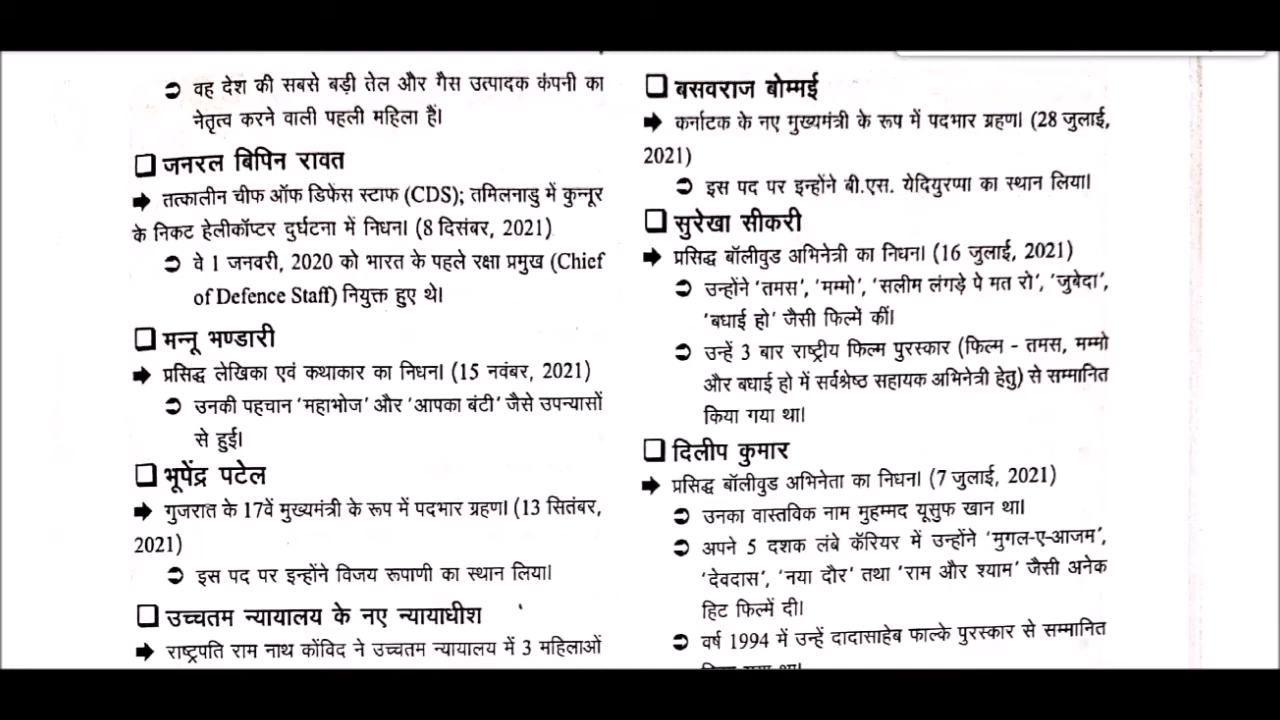 वह देश की सबसे बड़ी तेल और गैस उत्पादक कंपनी का
नेतृत्व करने वाली पहली महिला हैं।
जनरल बिपिन रावत
तत्कालीन चीफ ऑफ डिफेंस स्टाफ (CDS); तमिलनाडु में कुन्नूर
के निकट हेलीकॉप्टर दुर्घटना में निधन। (8 दिसंबर, 2021)
वे 1 जनवरी, 2020 को भारत के पहले रक्षा प्रमुख (Chief
of Defence Staff) नियुक्त हुए थे।
मन्नू भण्डारी
प्रसिद्ध लेखिका एवं कथाकार का निधन। (15 नवंबर, 2021)
उनकी पहचान ‘महाभोज’ और ‘आपका बंटी’ जैसे उपन्यासों
से हुई।
भूपेंद्र पटेल
गुजरात के 17वें मुख्यमंत्री के रूप में पदभार ग्रहण। (13 सितंबर,
2021)
इस पद पर इन्होंने विजय रूपाणी का स्थान लिया।
उच्चतम न्यायालय के नए न्यायाधीश
राष्ट्रपति राम नाथ कोविंद ने उच्चतम न्यायालय में 3 महिलाओं
बसवराज बोम्मई
कर्नाटक के नए मुख्यमंत्री के रूप में पदभार ग्रहण। (28 जुलाई,
2021)
इस पद पर इन्होंने बी.एस. येदियुरप्पा का स्थान लिया।
सुरेखा सीकरी
प्रसिद्ध बॉलीवुड अभिनेत्री का निधन। (16 जुलाई, 2021)
उन्होंने ‘तमस’, ‘मम्मो’, ‘सलीम लंगड़े पे मत रो’, ‘जुबेदा’,
‘बधाई हो’ जैसी फिल्में कीं।
उन्हें 3 बार राष्ट्रीय फिल्म पुरस्कार (फिल्म - तमस, मम्मो
और बधाई हो में सर्वश्रेष्ठ सहायक अभिनेत्री हेतु) से सम्मानित
किया गया था।
दिलीप कुमार
प्रसिद्ध बॉलीवुड अभिनेता का निधन। (7 जुलाई, 2021)
उनका वास्तविक नाम मुहम्मद यूसुफ खान था।
अपने 5 दशक लंबे कॅरियर में उन्होंने ‘मुगल-ए-आजम’,
‘देवदास’, ‘नया दौर’ तथा ‘राम और श्याम’ जैसी अनेक
हिट फिल्में दी।
वर्ष 1994 में उन्हें दादासाहेब फाल्के पुरस्कार से सम्मानित